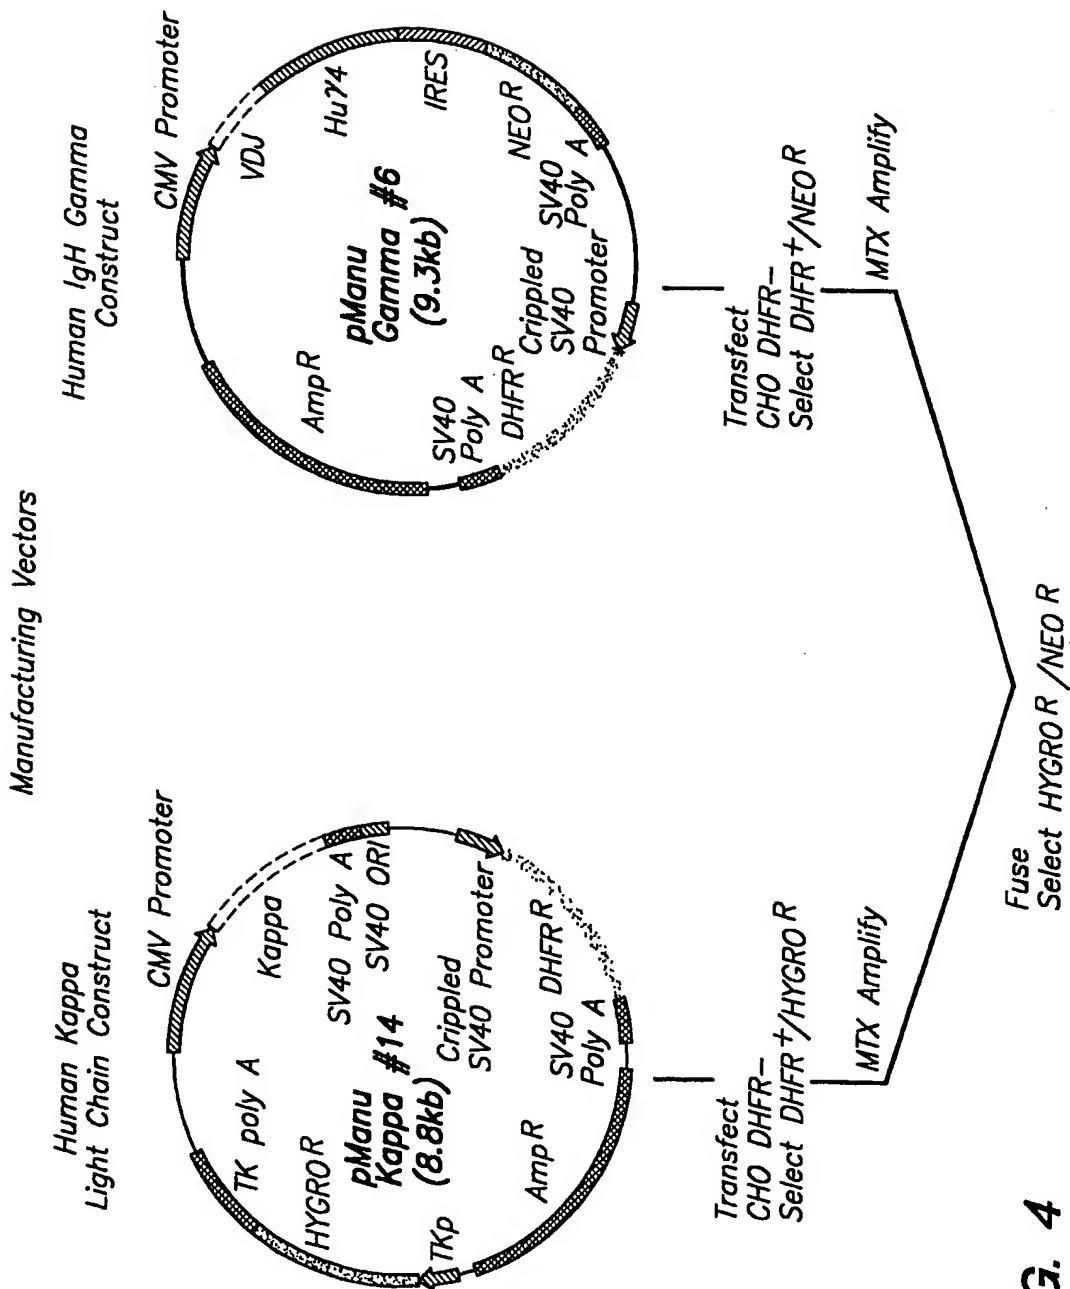 Manufacturing Vectors
Human Kappa
Light Chain Construct
CMV Promoter
Kappa
SV40 Poly A
SV40 ORI
Crippled
SV40 Promoter
DHFR R
SV40
Poly A
AmpR
TKp
HYGRO R
TK poly A
pManu
Kappa #14
(8.8kb)
Transfect
CHO DHFR-
Select DHFR+/HYGRO R
MTX Amplify
Human IgH Gamma
Construct
CMV Promoter
VDJ
Huγ4
IRES
NEO R
SV40
Poly A
Crippled
SV40
Promoter
DHFR R
SV40
Poly A
AmpR
pManu
Gamma #6
(9.3kb)
Transfect
CHO DHFR-
Select DHFR+/NEO R
MTX Amplify
Fuse
Select HYGRO R /NEO R
G. 4